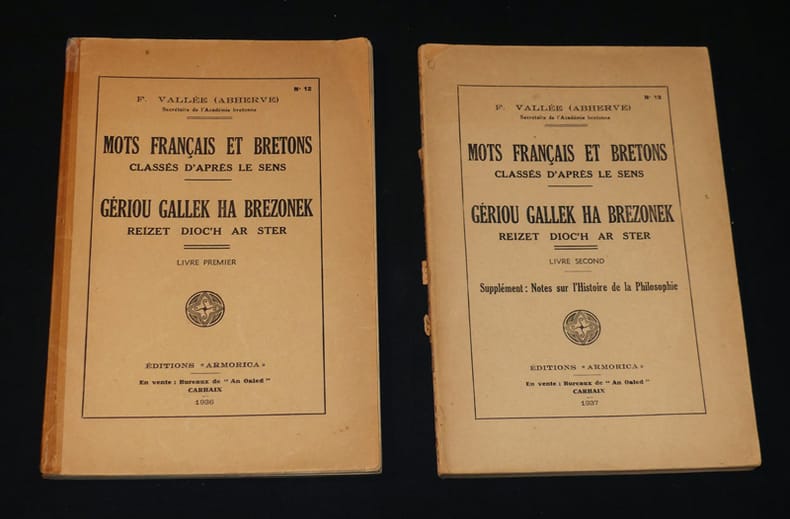 N° 12
F. VALLÉE (ABHERVE)
Secrétaire de l'Académie bretonne
MOTS FRANÇAIS ET BRETONS
CLASSÉS D'APRÈS LE SENS
GÉRIOU GALLEK HA BREZONEK
REIZET DIOC'H AR STER
LIVRE PREMIER
ÉDITIONS "ARMORICA"
En vente : Bureaux de "An Oaled"
CARHAIX
1936
N° 12
F. VALLÉE (ABHERVE)
Secrétaire de l'Académie bretonne
MOTS FRANÇAIS ET BRETONS
CLASSÉS D'APRÈS LE SENS
GÉRIOU GALLEK HA BREZONEK
REIZET DIOC'H AR STER
LIVRE SECOND
Supplément : Notes sur l'Histoire de la Philosophie
ÉDITIONS "ARMORICA"
En vente : Bureaux de "An Oaled"
CARHAIX
1937